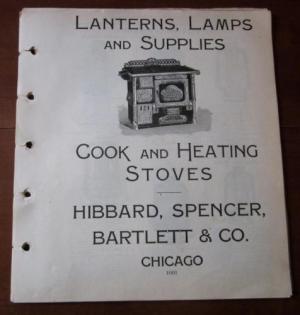 LANTERNS, LAMPS
AND SUPPLIES
COOK AND HEATING
STOVES
HIBBARD, SPENCER,
BARTLETT & CO.
CHICAGO